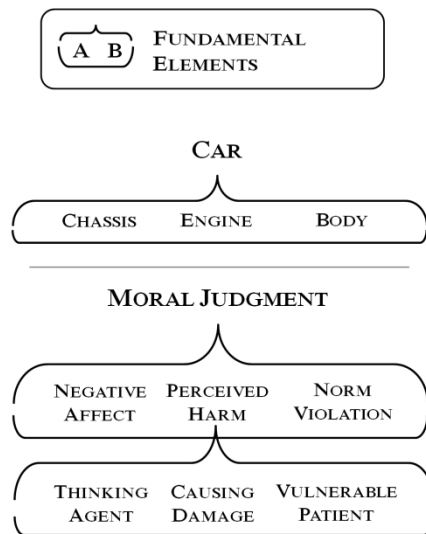 A B FUNDAMENTAL
ELEMENTS
CAR
CHASSIS ENGINE BODY
MORAL JUDGMENT
NEGATIVE PERCEIVED NORM
AFFECT HARM VIOLATION
THINKING CAUSING VULNERABLE
AGENT DAMAGE PATIENT